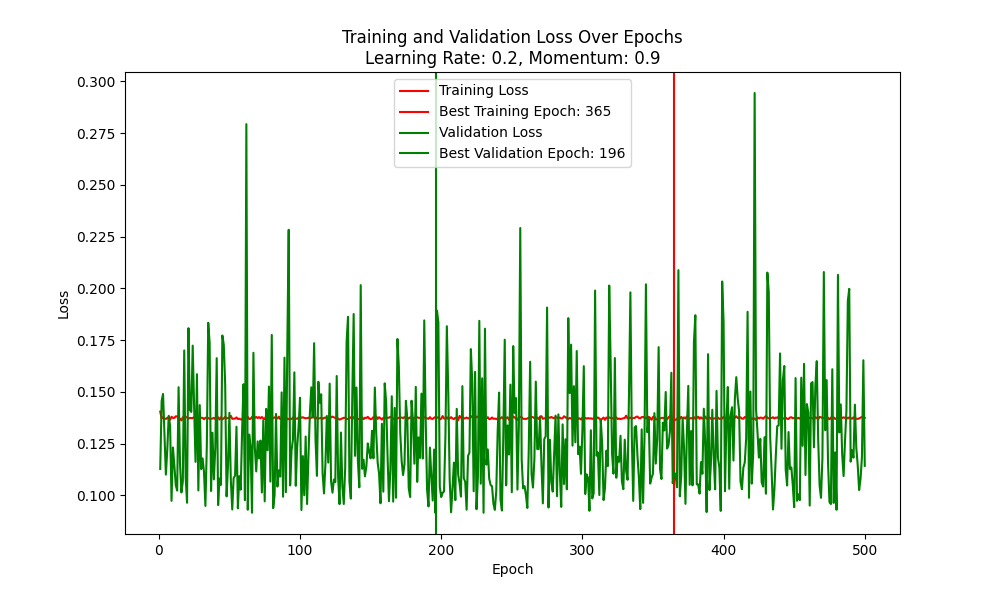 Training and Validation Loss Over Epochs
Learning Rate: 0.2, Momentum: 0.9
Training Loss
Best Training Epoch: 365
Validation Loss
Best Validation Epoch: 196
0.300
0.275
0.250
0.225
0.200
0.175
0.150
0.125
0.100
Loss
0 100 200 300 400 500
Epoch